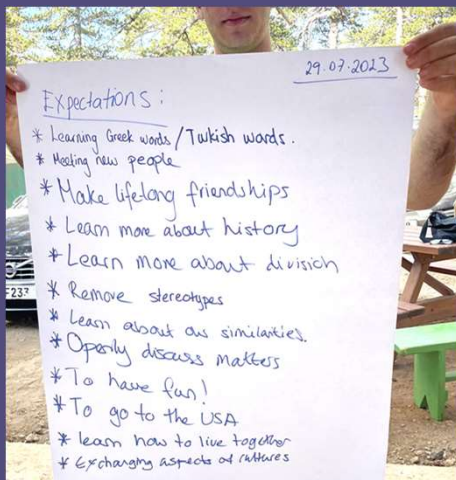 29.07.2023
Expectations:
* Learning Greek words/Turkish words.
* Meeting new people
* Make lifelong friendships
* Learn more about history
* Learn more about division
* Remove stereotypes
* Learn about our similarities.
* Openly discuss matters
* To have fun!
* To go to the USA
* learn how to live together
* Exchanging aspects of cultures